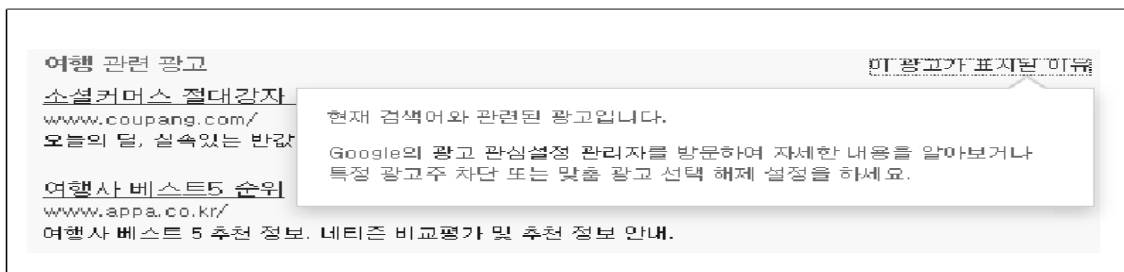 여행 관련 광고
이 광고가 표시된 이유
소셜커머스 절대강자
www.coupang.com/
오늘의 딜, 실속있는 반값
현재 검색어와 관련된 광고입니다.
Google의 광고 관심설정 관리자를 방문하여 자세한 내용을 알아보거나
특정 광고주 차단 또는 맞춤 광고 선택 해제 설정을 하세요.
여행사 베스트5 순위
www.appa.co.kr/
여행사 베스트 5 추천 정보. 네티즌 비교평가 및 추천 정보 안내.